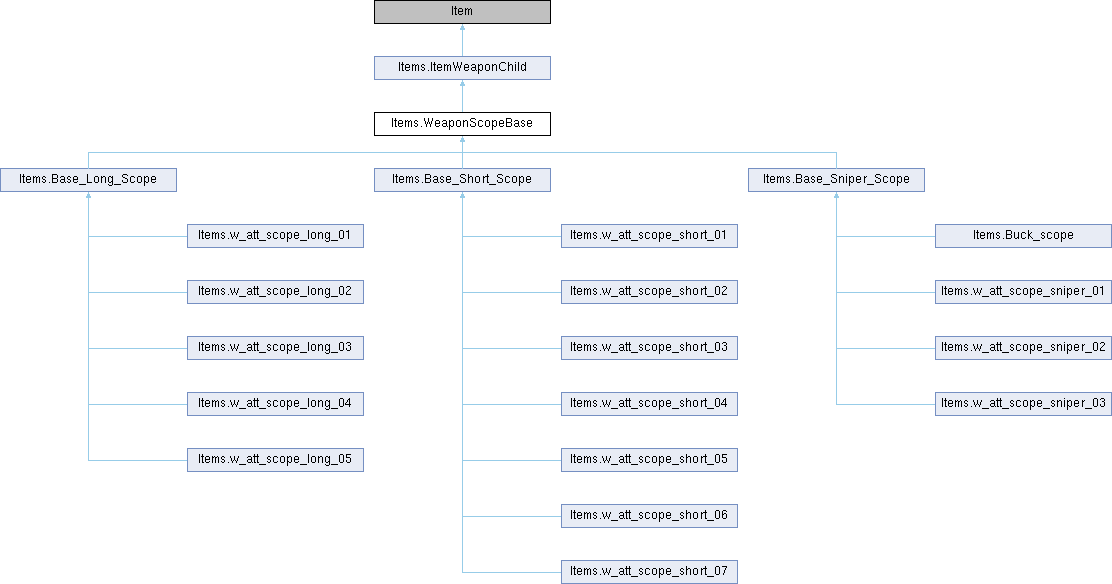 Item
Items.ItemWeaponChild
Items.WeaponScopeBase
Items.Base_Long_Scope
Items.Base_Short_Scope
Items.Base_Sniper_Scope
Items.w_att_scope_long_01
Items.w_att_scope_short_01
Items.Buck_scope
Items.w_att_scope_long_02
Items.w_att_scope_short_02
Items.w_att_scope_sniper_01
Items.w_att_scope_long_03
Items.w_att_scope_short_03
Items.w_att_scope_sniper_02
Items.w_att_scope_long_04
Items.w_att_scope_short_04
Items.w_att_scope_sniper_03
Items.w_att_scope_long_05
Items.w_att_scope_short_05
Items.w_att_scope_short_06
Items.w_att_scope_short_07